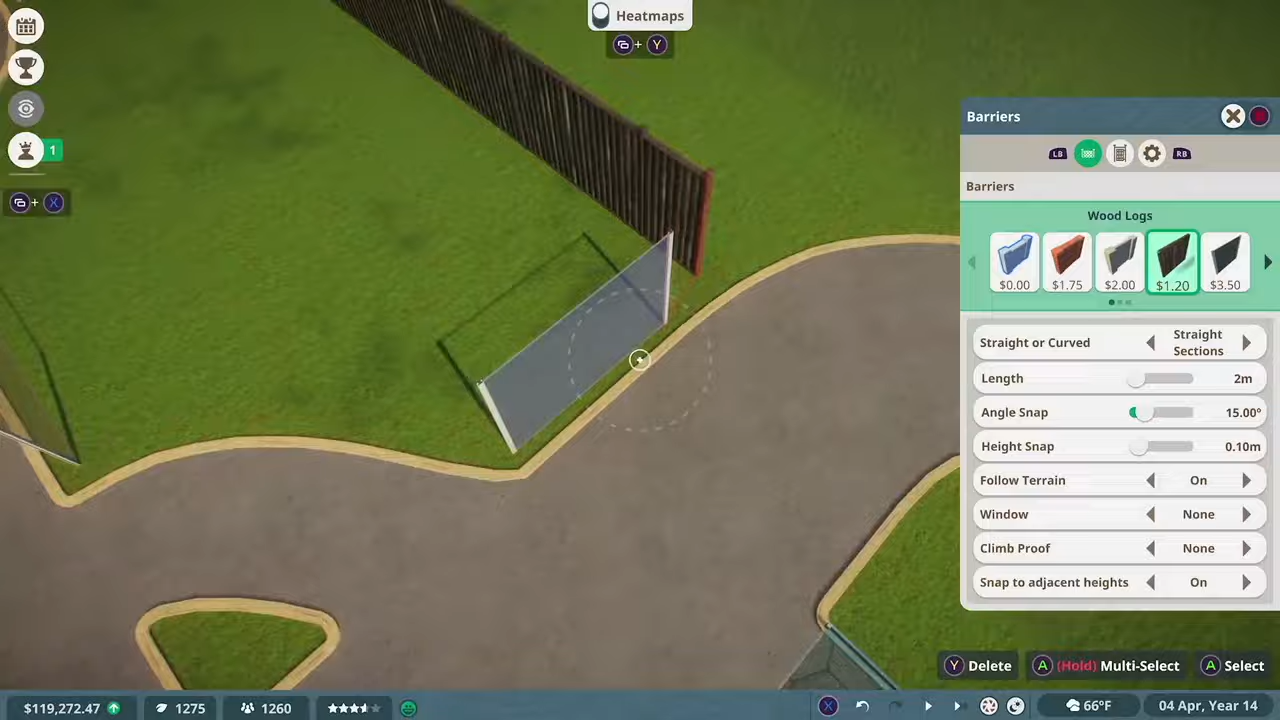 Heatmaps
+ Y
1
+ X
Barriers
LB RB
Barriers
Wood Logs
$0.00 $1.75 $2.00 $1.20 $3.50
Straight or Curved Straight Sections
Length 2m
Angle Snap 15.00°
Height Snap 0.10m
Follow Terrain On
Window None
Climb Proof None
Snap to adjacent heights On
Y Delete A (Hold) Multi-Select A Select
$119,272.47 1275 1260 X 66°F 04 Apr, Year 14